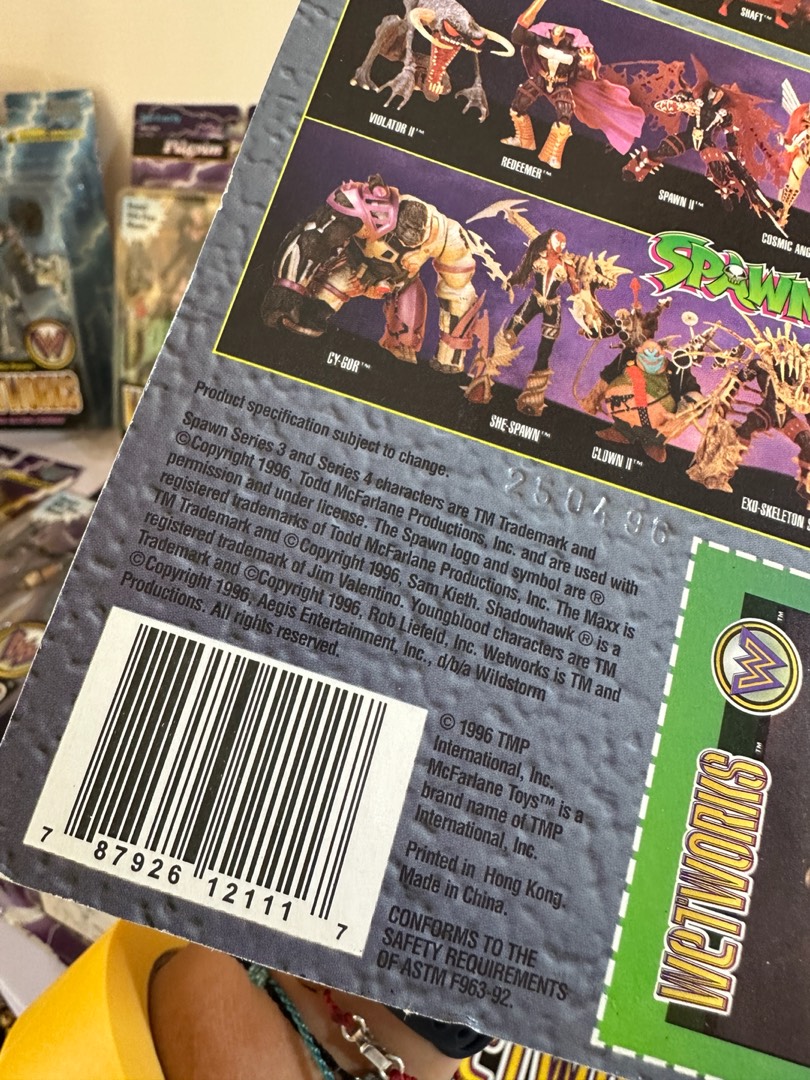 SHAFT™
VIOLATOR II™
REDEEMER™
SPAWN II™
COSMIC ANG
SPAWN
CY-GOR™
SHE-SPAWN™
CLOWN II™
EXO-SKELETON S
250496
Product specification subject to change.
Spawn Series 3 and Series 4 characters are TM Trademark and
©Copyright 1996, Todd McFarlane Productions, Inc. and are used with
permission and under license. The Spawn logo and symbol are ®
registered trademarks of Todd McFarlane Productions, Inc. The Maxx is
TM Trademark and © Copyright 1996, Sam Kieth. Shadowhawk ® is a
registered trademark of Jim Valentino. Youngblood characters are TM
Trademark and ©Copyright 1996, Rob Liefeld, Inc. Wetworks is TM and
©Copyright 1996, Aegis Entertainment, Inc., d/b/a Wildstorm
Productions. All rights reserved.
7 87926 12111 7
© 1996 TMP
International, Inc.
McFarlane Toys™ is a
brand name of TMP
International, Inc.
Printed in Hong Kong.
Made in China.
CONFORMS TO THE
SAFETY REQUIREMENTS
OF ASTM F963-92.
W™
WETWORKS™